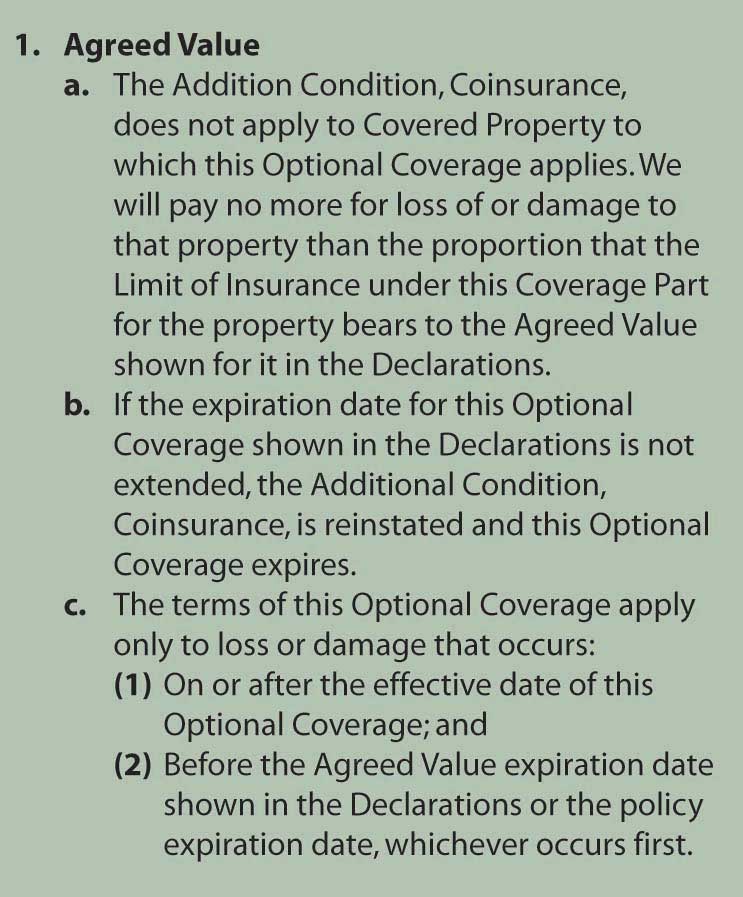 1. Agreed Value
a. The Addition Condition, Coinsurance,
does not apply to Covered Property to
which this Optional Coverage applies. We
will pay no more for loss of or damage to
that property than the proportion that the
Limit of Insurance under this Coverage Part
for the property bears to the Agreed Value
shown for it in the Declarations.
b. If the expiration date for this Optional
Coverage shown in the Declarations is not
extended, the Additional Condition,
Coinsurance, is reinstated and this Optional
Coverage expires.
c. The terms of this Optional Coverage apply
only to loss or damage that occurs:
(1) On or after the effective date of this
Optional Coverage; and
(2) Before the Agreed Value expiration date
shown in the Declarations or the policy
expiration date, whichever occurs first.